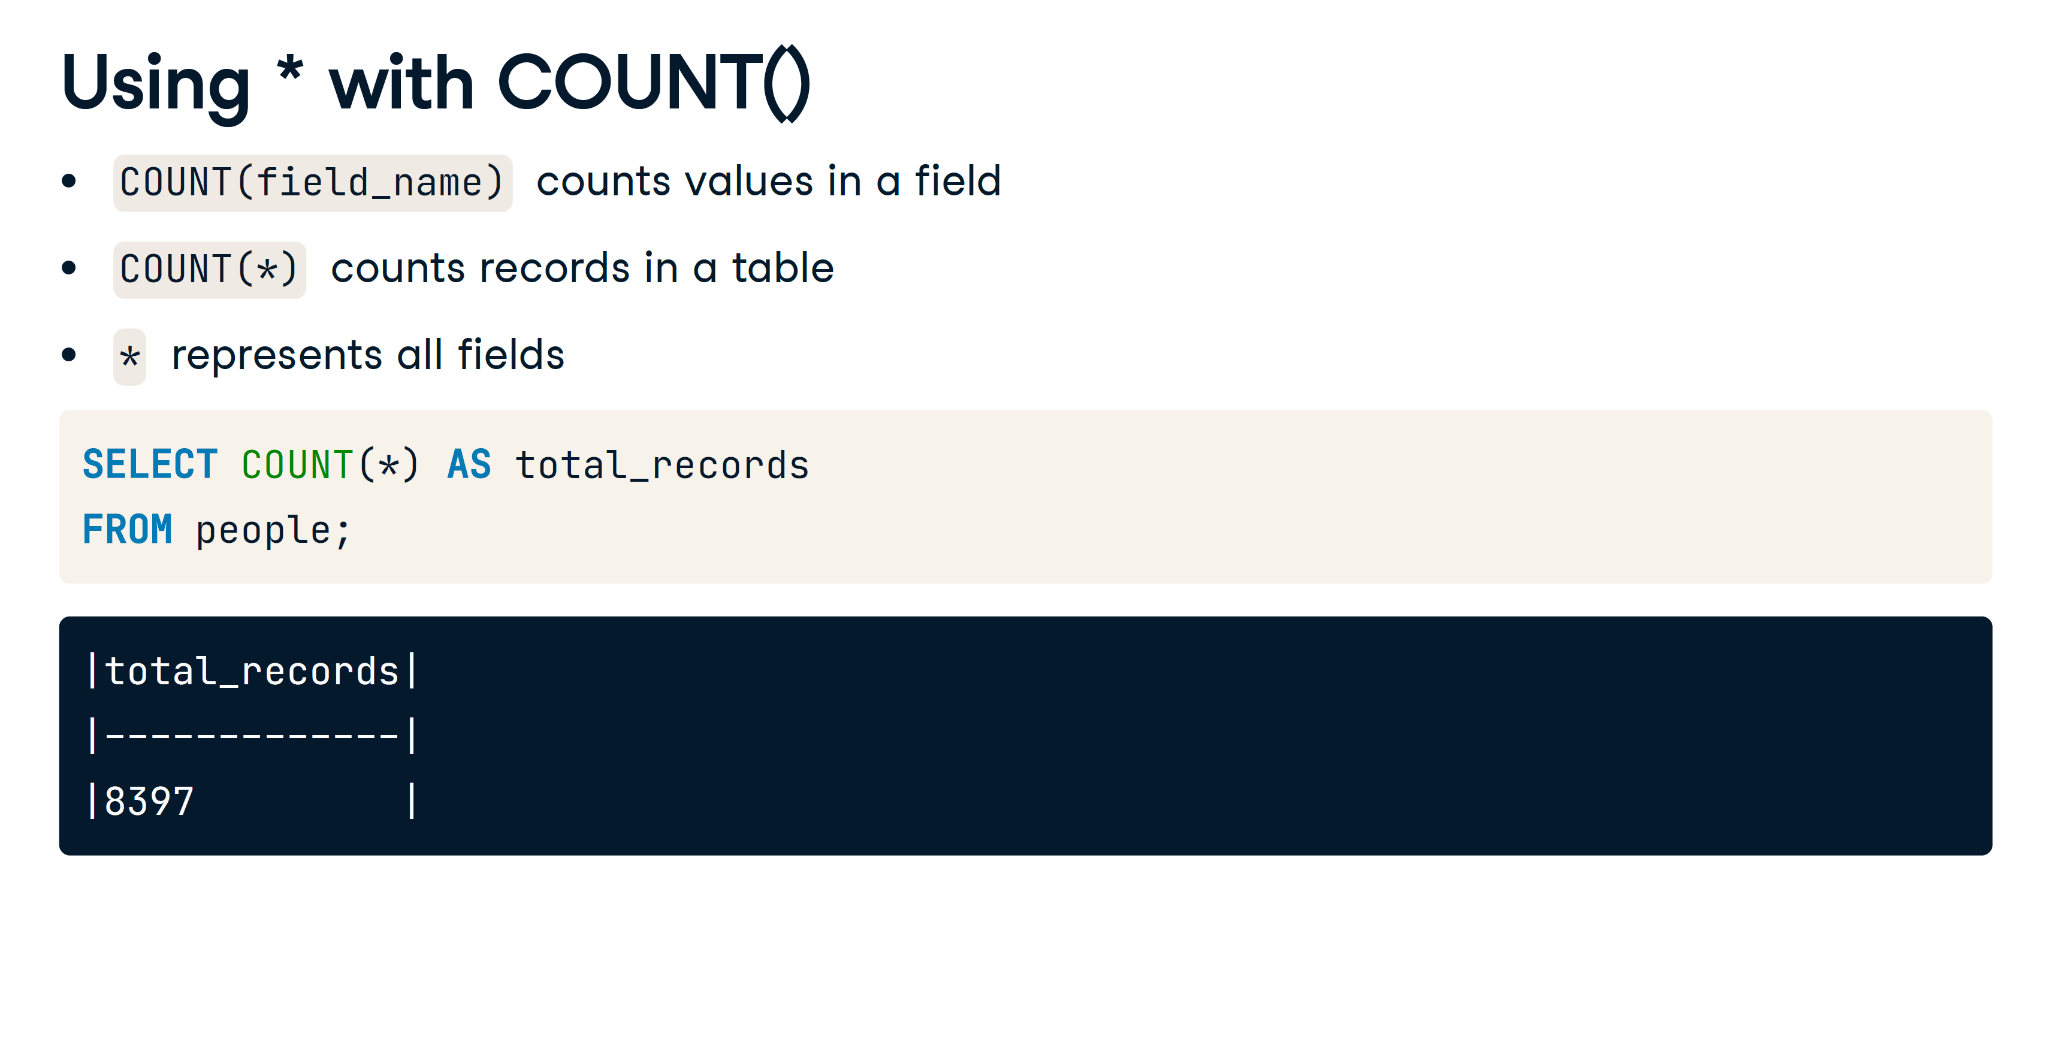 Using * with COUNT()
• COUNT(field_name) counts values in a field
• COUNT(*) counts records in a table
• * represents all fields
SELECT COUNT(*) AS total_records
FROM people;
|total_records|
|-------------|
|8397         |